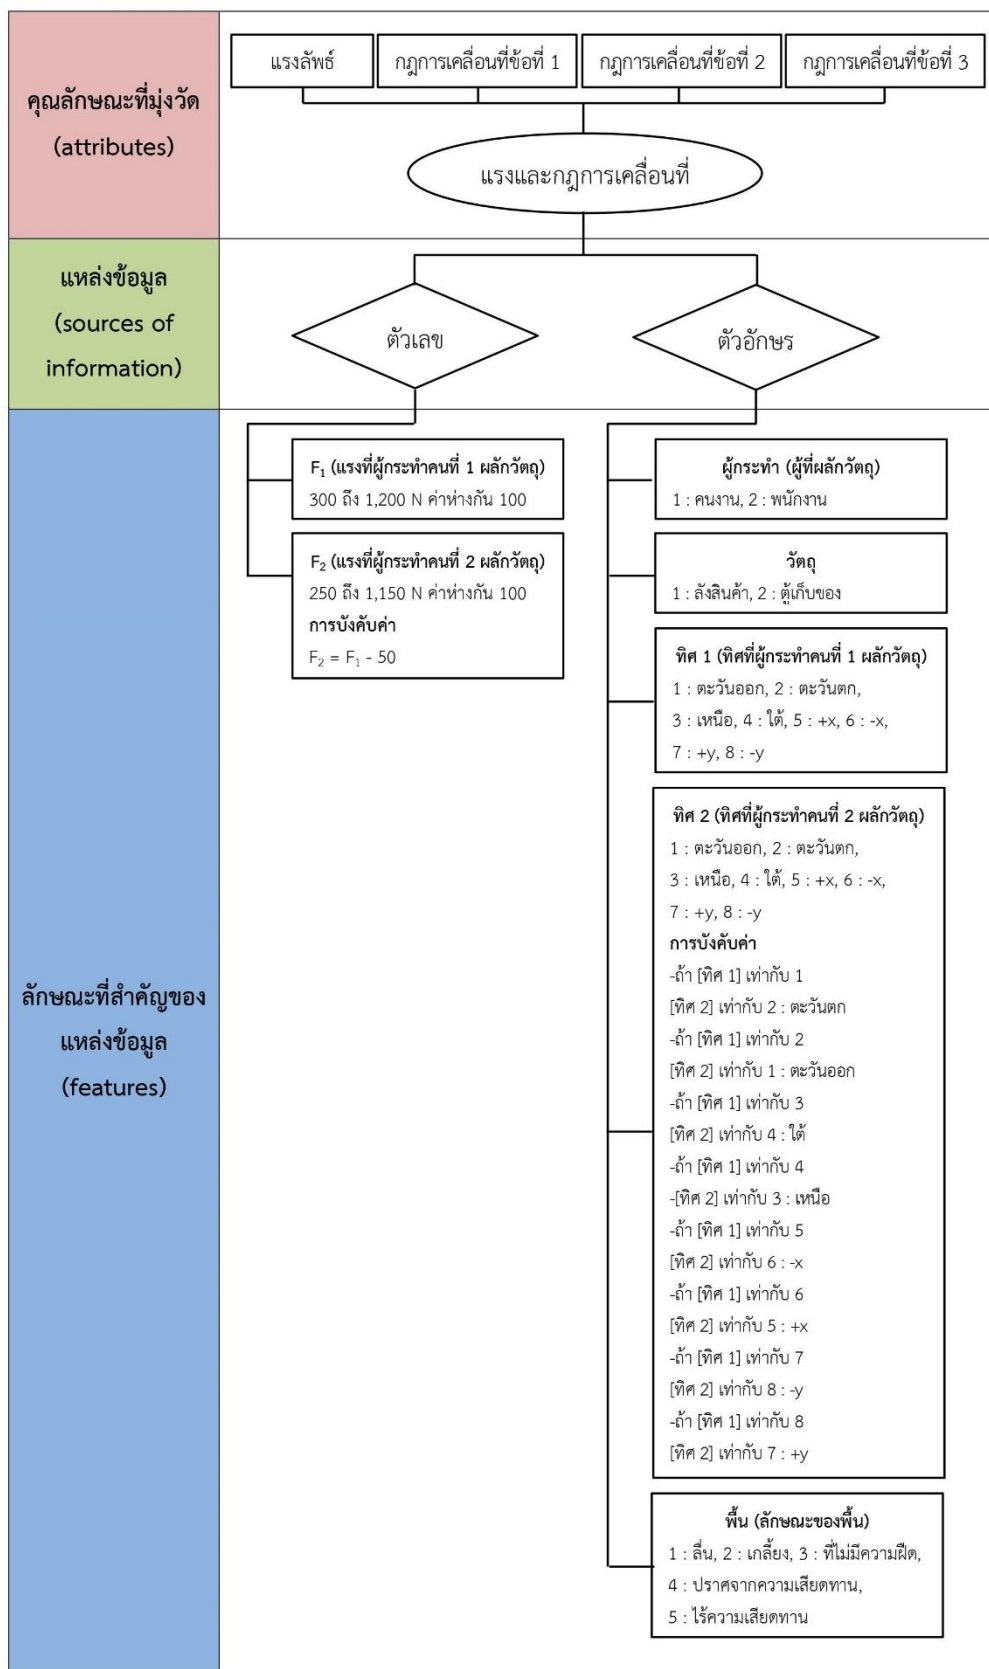 คุณลักษณะที่มุ่งวัด
(attributes)
แรงลัพธ์
กฎการเคลื่อนที่ข้อที่ 1
กฎการเคลื่อนที่ข้อที่ 2
กฎการเคลื่อนที่ข้อที่ 3
แรงและกฎการเคลื่อนที่
แหล่งข้อมูล
(sources of
information)
ตัวเลข
ตัวอักษร
ลักษณะที่สำคัญของ
แหล่งข้อมูล
(features)
F₁ (แรงที่ผู้กระทำคนที่ 1 ผลักวัตถุ)
300 ถึง 1,200 N ค่าห่างกัน 100
F₂ (แรงที่ผู้กระทำคนที่ 2 ผลักวัตถุ)
250 ถึง 1,150 N ค่าห่างกัน 100
การบังคับค่า
F₂ = F₁ - 50
ผู้กระทำ (ผู้ที่ผลักวัตถุ)
1 : คนงาน, 2 : พนักงาน
วัตถุ
1 : ลังสินค้า, 2 : ตู้เก็บของ
ทิศ 1 (ทิศที่ผู้กระทำคนที่ 1 ผลักวัตถุ)
1 : ตะวันออก, 2 : ตะวันตก,
3 : เหนือ, 4 : ใต้, 5 : +x, 6 : -x,
7 : +y, 8 : -y
ทิศ 2 (ทิศที่ผู้กระทำคนที่ 2 ผลักวัตถุ)
1 : ตะวันออก, 2 : ตะวันตก,
3 : เหนือ, 4 : ใต้, 5 : +x, 6 : -x,
7 : +y, 8 : -y
การบังคับค่า
-ถ้า [ทิศ 1] เท่ากับ 1
[ทิศ 2] เท่ากับ 2 : ตะวันตก
-ถ้า [ทิศ 1] เท่ากับ 2
[ทิศ 2] เท่ากับ 1 : ตะวันออก
-ถ้า [ทิศ 1] เท่ากับ 3
[ทิศ 2] เท่ากับ 4 : ใต้
-ถ้า [ทิศ 1] เท่ากับ 4
-[ทิศ 2] เท่ากับ 3 : เหนือ
-ถ้า [ทิศ 1] เท่ากับ 5
[ทิศ 2] เท่ากับ 6 : -x
-ถ้า [ทิศ 1] เท่ากับ 6
[ทิศ 2] เท่ากับ 5 : +x
-ถ้า [ทิศ 1] เท่ากับ 7
[ทิศ 2] เท่ากับ 8 : -y
-ถ้า [ทิศ 1] เท่ากับ 8
[ทิศ 2] เท่ากับ 7 : +y
พื้น (ลักษณะของพื้น)
1 : ลื่น, 2 : เกลี้ยง, 3 : ที่ไม่มีความฝืด,
4 : ปราศจากความเสียดทาน,
5 : ไร้ความเสียดทาน